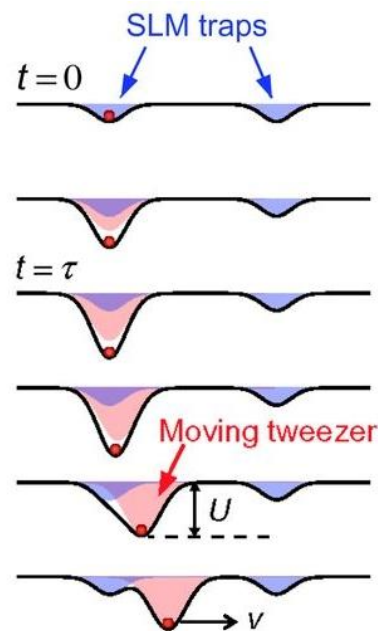 SLM traps
t = 0
t = τ
Moving tweezer
U
v